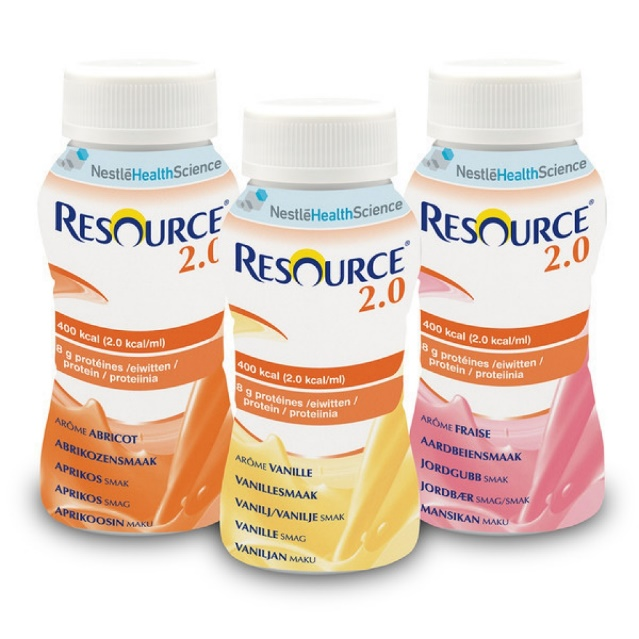 NestléHealthScience
RESOURCE
2.0
400 kcal (2.0 kcal/ml)
8 g protéines /eiwitten /
protein / proteiinia
ARÔME ABRICOT
ABRIKOZENSMAAK
APRIKOS SMAK
APRIKOS SMAG
APRIKOOSIN MAKU
NestléHealthScience
RESOURCE®
2.0
400 kcal (2.0 kcal/ml)
8 g protéines /eiwitten /
protein / proteiinia
ARÔME VANILLE
VANILLESMAAK
VANILJ/VANILJE SMAK
VANILLE SMAG
VANILJAN MAKU
NestléHealthScience
RESOURCE®
2.0
400 kcal (2.0 kcal/ml)
8 g protéines /eiwitten /
protein / proteiinia
ARÔME FRAISE
AARDBEIENSMAAK
JORDGUBB SMAK
JORDBÆR SMAG/SMAK
MANSIKAN MAKU